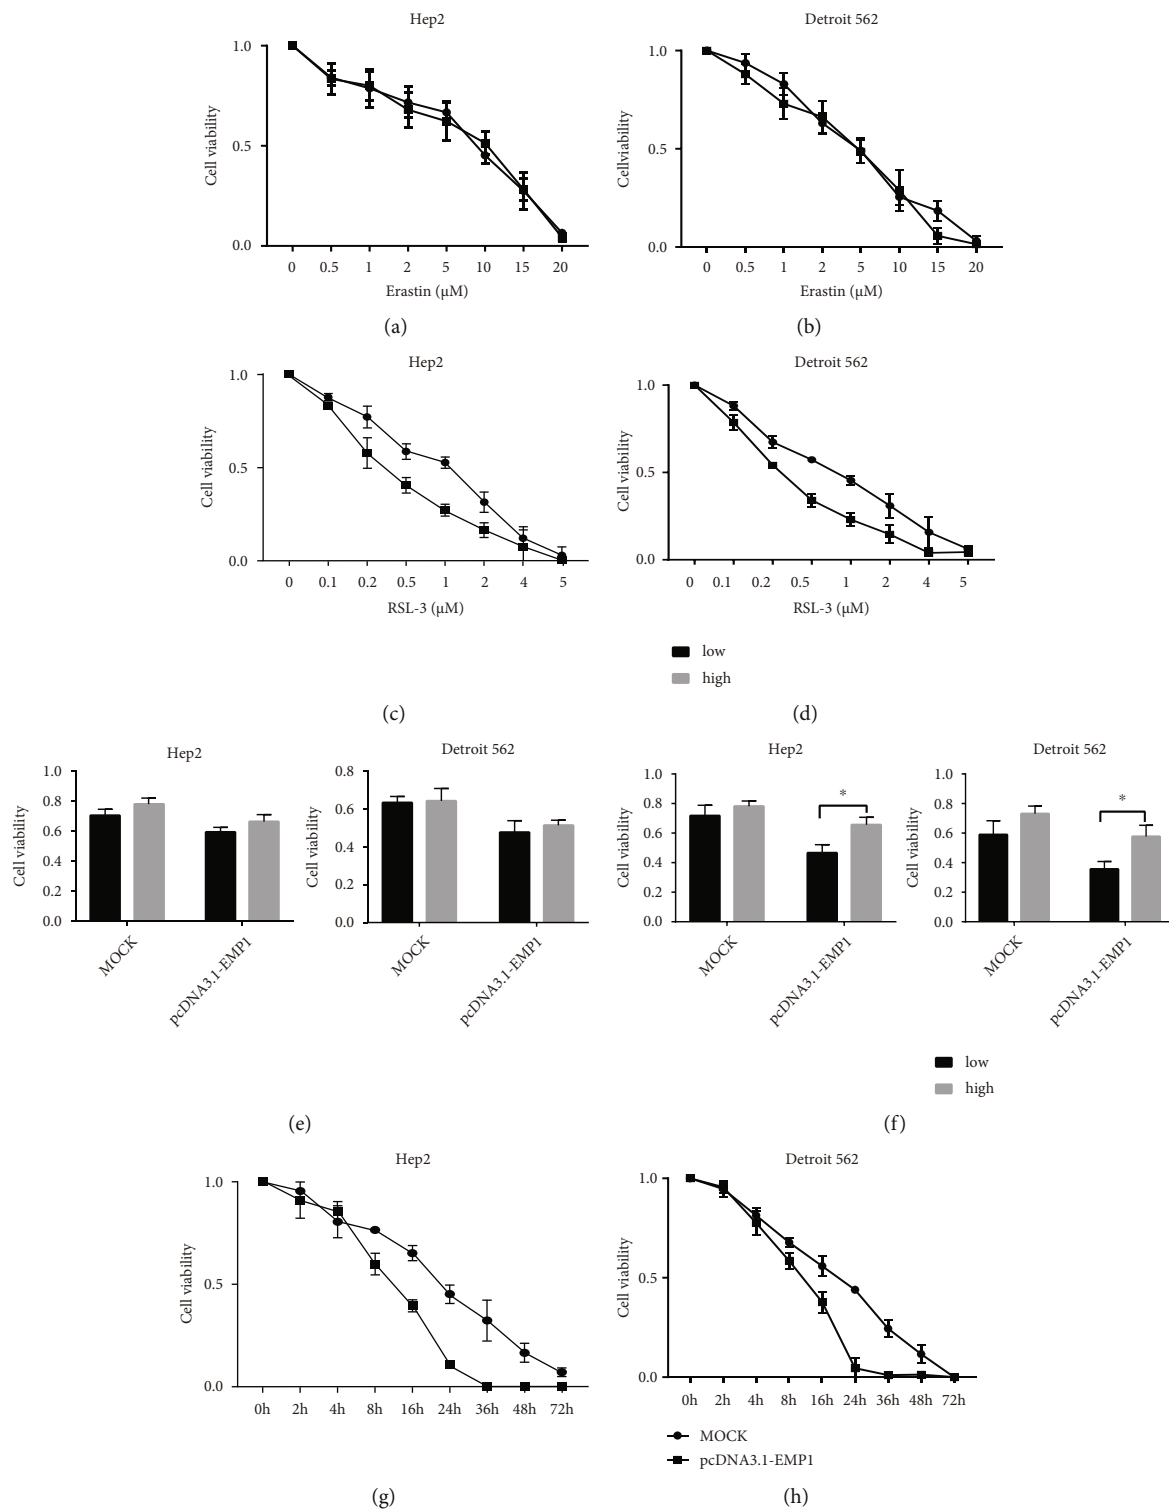 Hep2
Detroit 562
1.0
0.5
0.0
Cell viability
0 0.5 1 2 5 10 15 20
Erastin (μM)
1.0
0.5
0.0
Cellviability
0 0.5 1 2 5 10 15 20
Erastin (μM)
(a)
(b)
Hep2
Detroit 562
1.0
0.5
0.0
Cell viability
0 0.1 0.2 0.5 1 2 4 5
RSL-3 (μM)
1.0
0.5
0.0
Cell viability
0 0.1 0.2 0.5 1 2 4 5
RSL-3 (μM)
low
high
(c)
(d)
Hep2
1.0
0.8
0.6
0.4
0.2
0.0
Cell viability
MOCK
pcDNA3.1-EMP1
Detroit 562
0.8
0.6
0.4
0.2
0.0
Cell viability
MOCK
pcDNA3.1-EMP1
Hep2
1.0
0.8
0.6
0.4
0.2
0.0
Cell viability
*
MOCK
pcDNA3.1-EMP1
Detroit 562
1.0
0.8
0.6
0.4
0.2
0.0
Cell viability
*
MOCK
pcDNA3.1-EMP1
low
high
(e)
(f)
Hep2
Detroit 562
1.0
0.5
0.0
Cell viability
0h 2h 4h 8h 16h 24h 36h 48h 72h
1.0
0.5
0.0
Cell viability
0h 2h 4h 8h 16h 24h 36h 48h 72h
MOCK
pcDNA3.1-EMP1
(g)
(h)